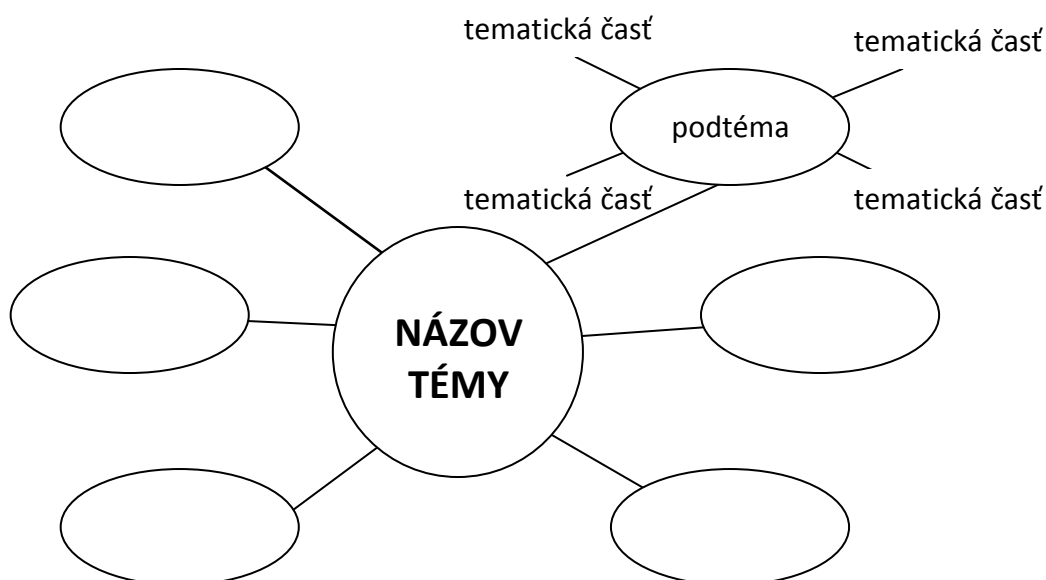 tematická časť
tematická časť
podtéma
tematická časť
tematická časť
NÁZOV
TÉMY